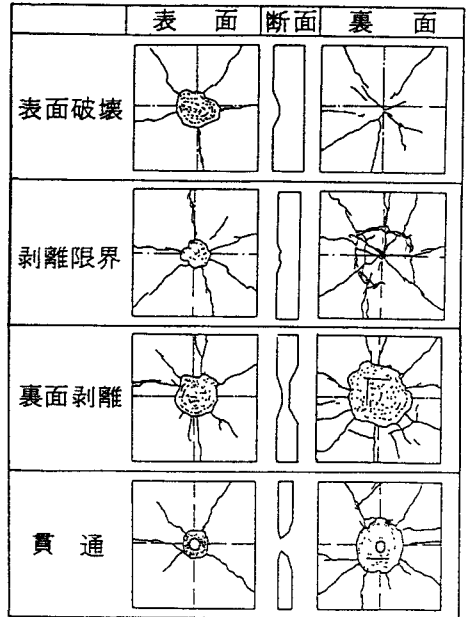 表 面 断面 裏 面
表面破壊
剥離限界
裏面剥離
貫 通